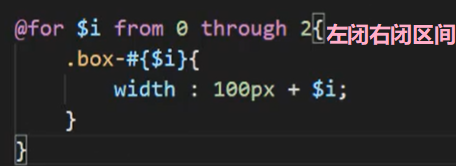 @for $i from 0 through 2{ 左闭右闭区间
.box-#{$i}{
width : 100px + $i;
}
}